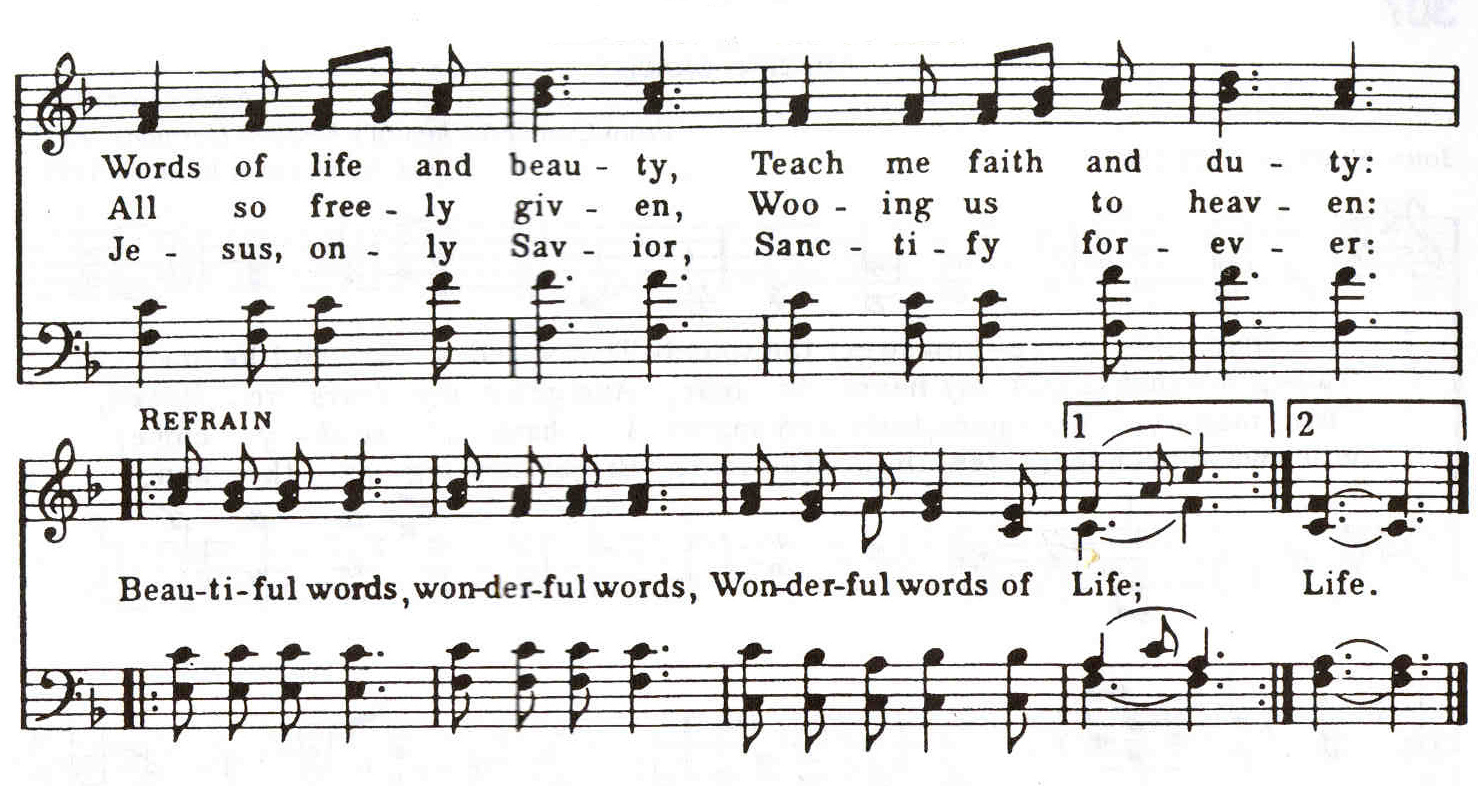 Words of life and beau - ty, Teach me faith and du - ty:
All so free - ly giv - en, Woo - ing us to heav - en:
Je - sus, on - ly Sav - ior, Sanc - ti - fy for - ev - er:
REFRAIN
1 2
Beau-ti-ful words, won-der-ful words, Won-der-ful words of Life; Life.